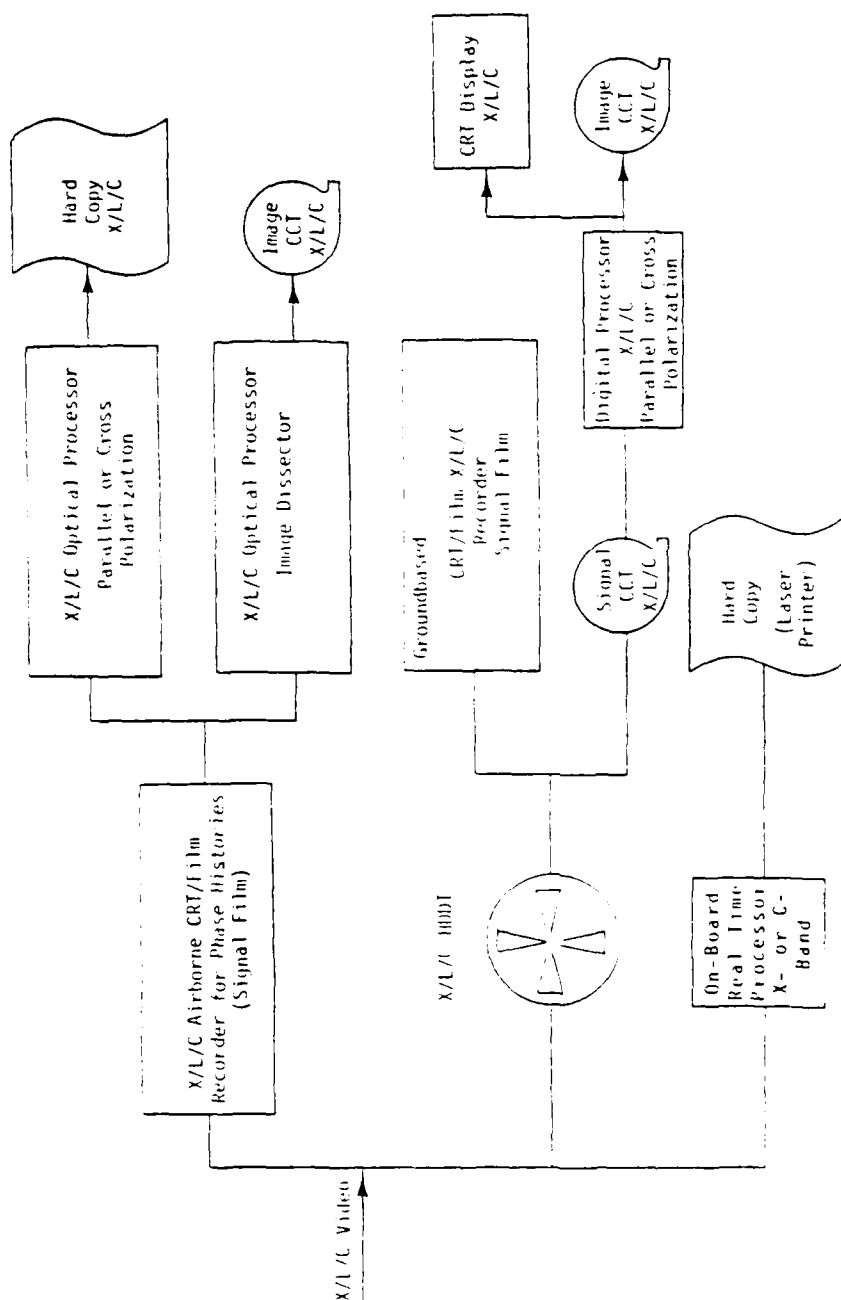 X/L/C Video
X/L/C Airborne CRT/Film
Recorder for Phase Histories
(Signal Film)
X/L/C Optical Processor
Parallel or Cross
Polarization
Hard
Copy
X/L/C
X/L/C Optical Processor
Image Dissector
Image
CCT
X/L/C
X/L/C HDDT
Groundbased
CRT/Film X/L/C
Recorder
Signal Film
Signal
CCT
X/L/C
Digital Processor
X/L/C
Parallel or Cross
Polarization
CRT Display
X/L/C
Image
CCT
X/L/C
On-Board
Real Time
Processor
X- or C-
Band
Hard
Copy
(Laser
Printer)